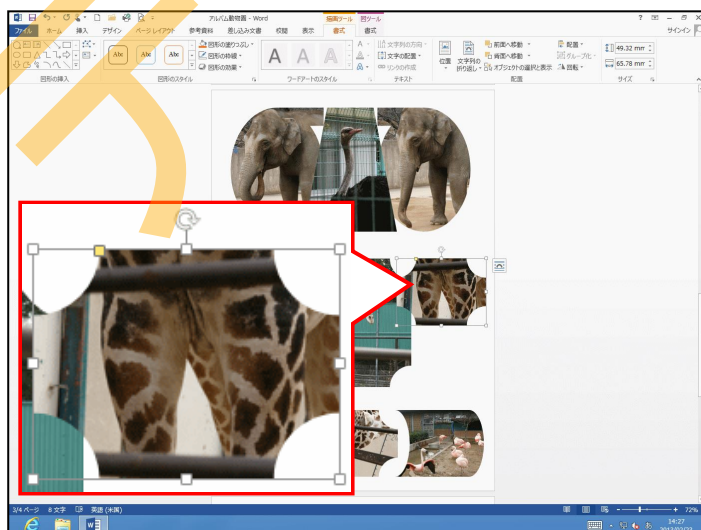 アルバム動物園 - Word
描画ツール 図ツール
サインイン
ファイル ホーム 挿入 デザイン ページ レイアウト 参考資料 差し込み文書 校閲 表示 書式 書式
Abc Abc Abc
図形の塗りつぶし
図形の枠線
図形の効果
A A A
文字列の方向
文字の配置
リンクの作成
位置 文字列の
折り返し
前面へ移動
背面へ移動
オブジェクトの選択と表示
配置
グループ化
回転
49.32 mm
65.78 mm
図形の挿入 図形のスタイル ワードアートのスタイル テキスト 配置 サイズ
3/4 ページ 8 文字 英語 (米国)
72%
14:27